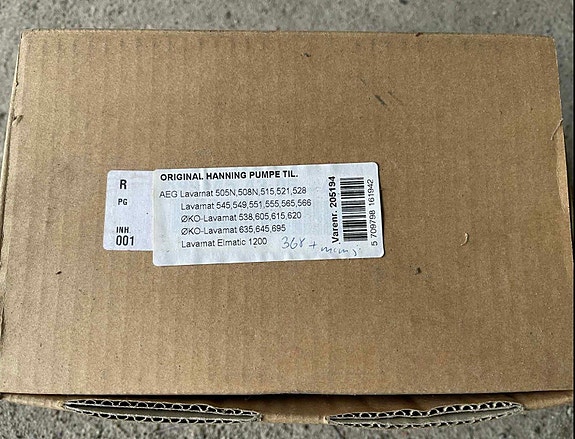 R
PG
INH
001
ORIGINAL HANNING PUMPE TIL.
AEG Lavamat 505N,508N,515,521,528
Lavamat 545,549,551,555,565,566
ØKO-Lavamat 538,605,615,620
ØKO-Lavamat 635,645,695
Lavamat Elmatic 1200
368 +
Varenr. 205194
5 709798 161942